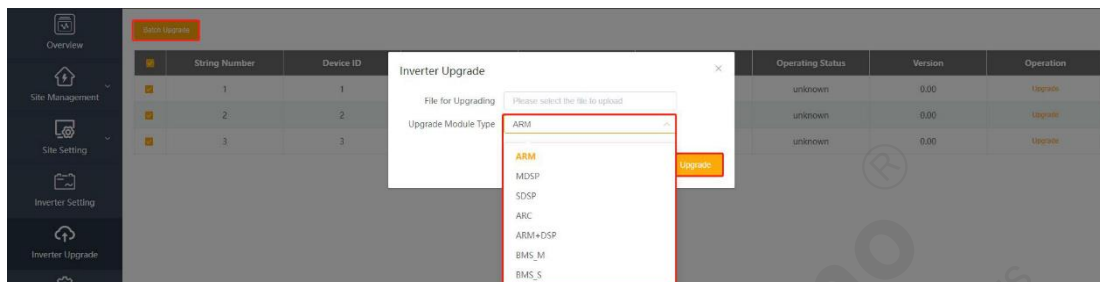 Batch Upgrade
Overview
Site Management
Site Setting
Inverter Setting
Inverter Upgrade
String Number Device ID Operating Status Version Operation
1 1 unknown 0.00 Upgrade
2 2 unknown 0.00 Upgrade
3 3 unknown 0.00 Upgrade
Inverter Upgrade
File for Upgrading Please select the file to upload
Upgrade Module Type ARM
ARM
MDSP
SDSP
ARC
ARM+DSP
BMS_M
BMS_S
Upgrade
®